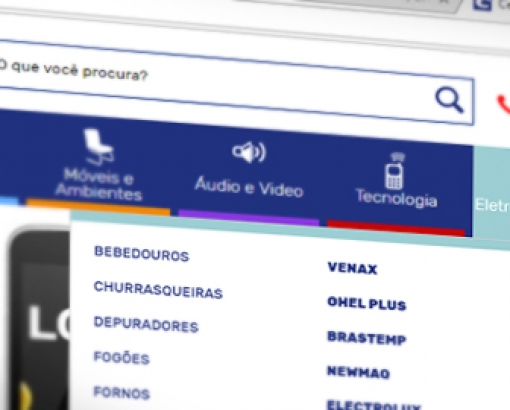 O que você procura?
Móveis e
Ambientes
Áudio e Video
Tecnologia
Eletr
BEBEDOUROS
CHURRASQUEIRAS
DEPURADORES
FOGÕES
FORNOS
VENAX
OHEL PLUS
BRASTEMP
NEWMAQ
ELECTROLUX
LO